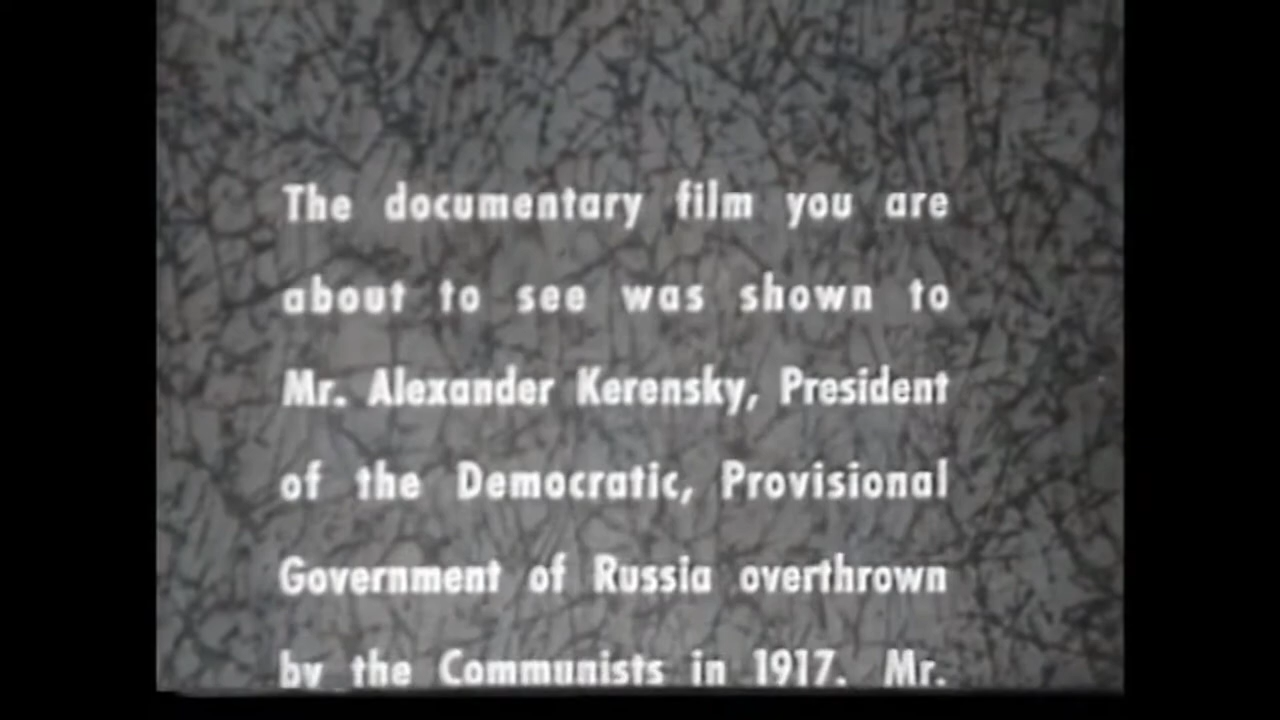 The documentary film you are
about to see was shown to
Mr. Alexander Kerensky, President
of the Democratic, Provisional
Government of Russia overthrown
by the Communists in 1917. Mr.